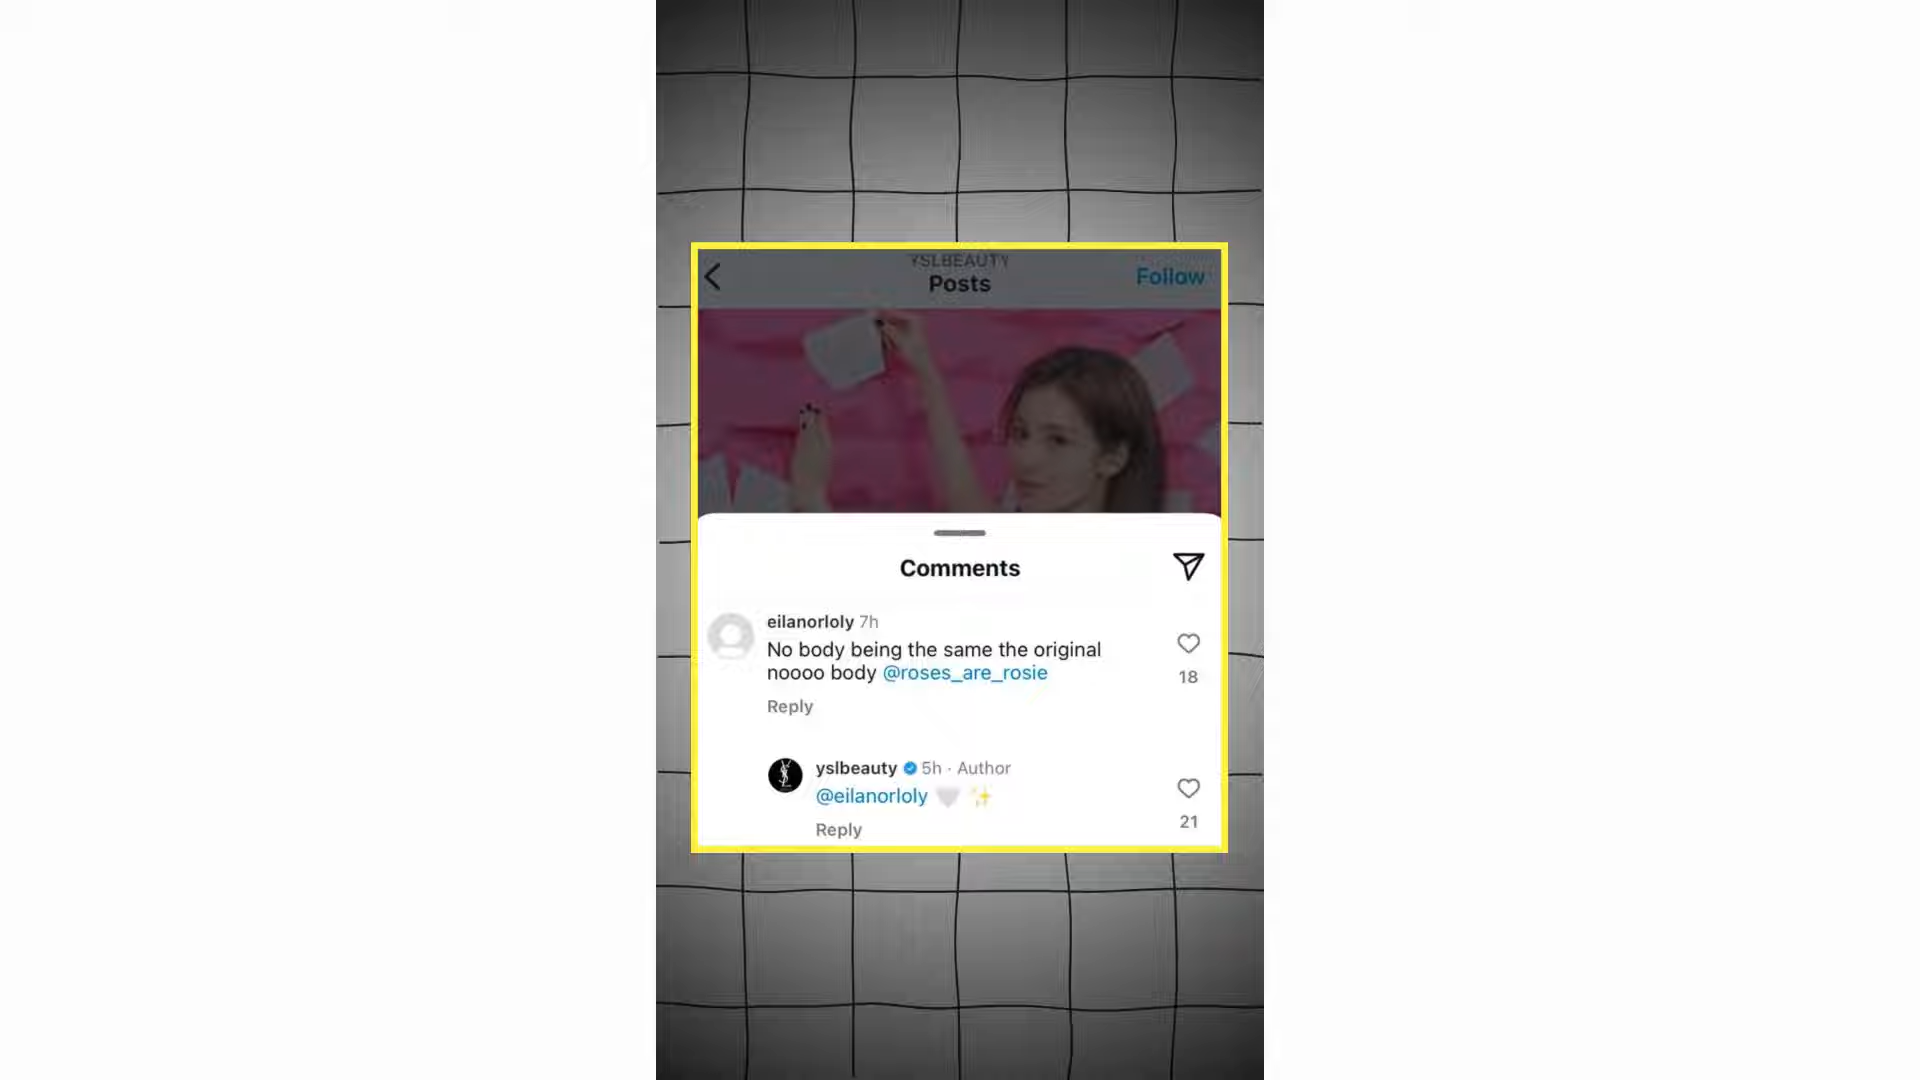 YSLBEAUTY
Posts
Follow
Comments
eilanorloly 7h
No body being the same the original
noooo body @roses_are_rosie
18
Reply
yslbeauty 5h · Author
@eilanorloly 🤍 ✨
21
Reply